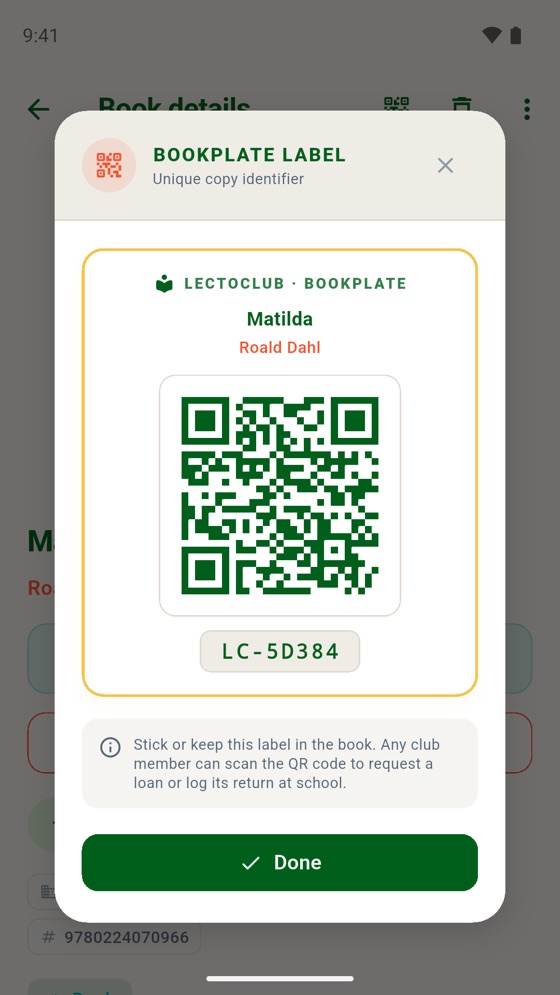 9:41
Book details
BOOKPLATE LABEL
Unique copy identifier
LECTOCLUB · BOOKPLATE
Matilda
Roald Dahl
LC-5D384
Stick or keep this label in the book. Any club
member can scan the QR code to request a
loan or log its return at school.
Done
# 9780224070966